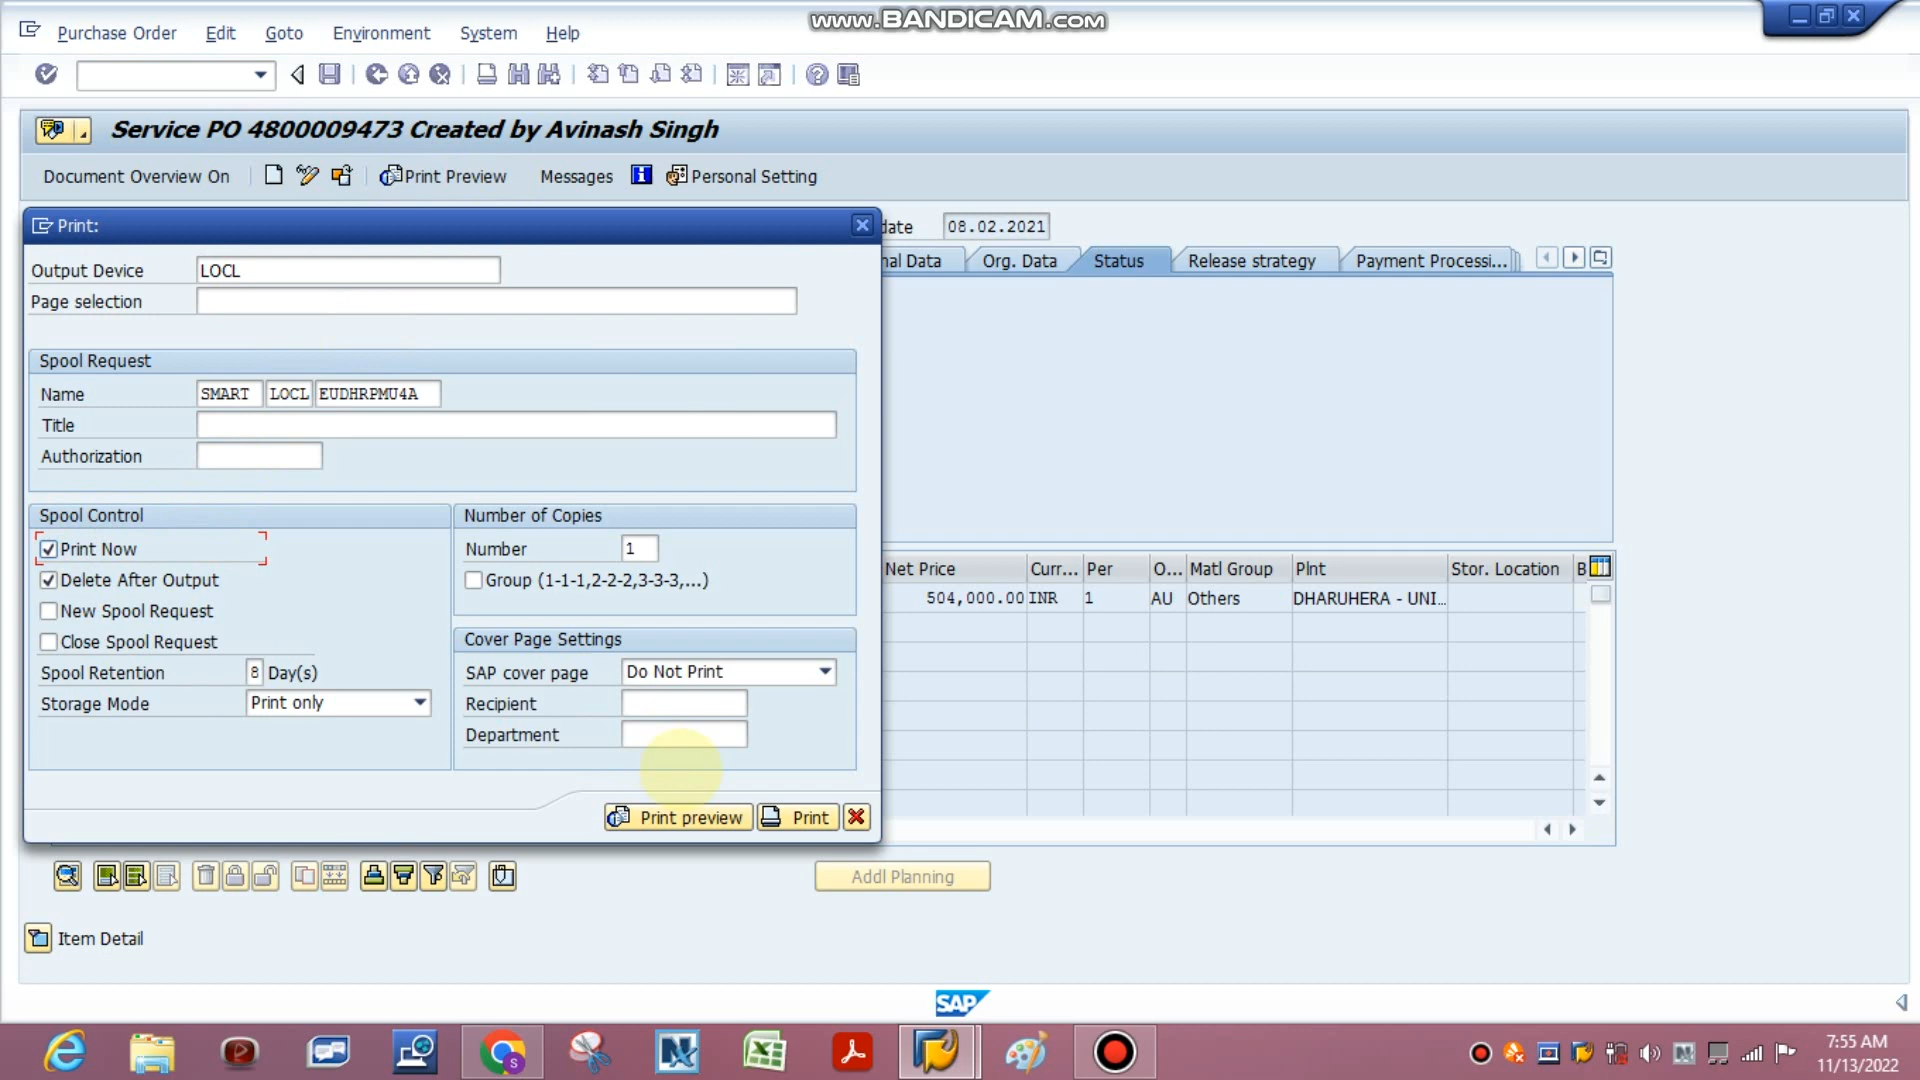 www.BANDICAM.com
Purchase Order Edit Goto Environment System Help
Service PO 4800009473 Created by Avinash Singh
Document Overview On Print Preview Messages Personal Setting
Print:
date 08.02.2021
nal Data Org. Data Status Release strategy Payment Processi...
Output Device LOCL
Page selection
Spool Request
Name SMART LOCL EUDHRPMU4A
Title
Authorization
Spool Control
Print Now
Delete After Output
New Spool Request
Close Spool Request
Spool Retention 8 Day(s)
Storage Mode Print only
Number of Copies
Number 1
Group (1-1-1,2-2-2,3-3-3,...)
Cover Page Settings
SAP cover page Do Not Print
Recipient
Department
Print preview Print
Net Price Curr... Per O... Matl Group Plnt Stor. Location B
504,000.00 INR 1 AU Others DHARUHERA - UNI...
Addl Planning
Item Detail
SAP
7:55 AM
11/13/2022